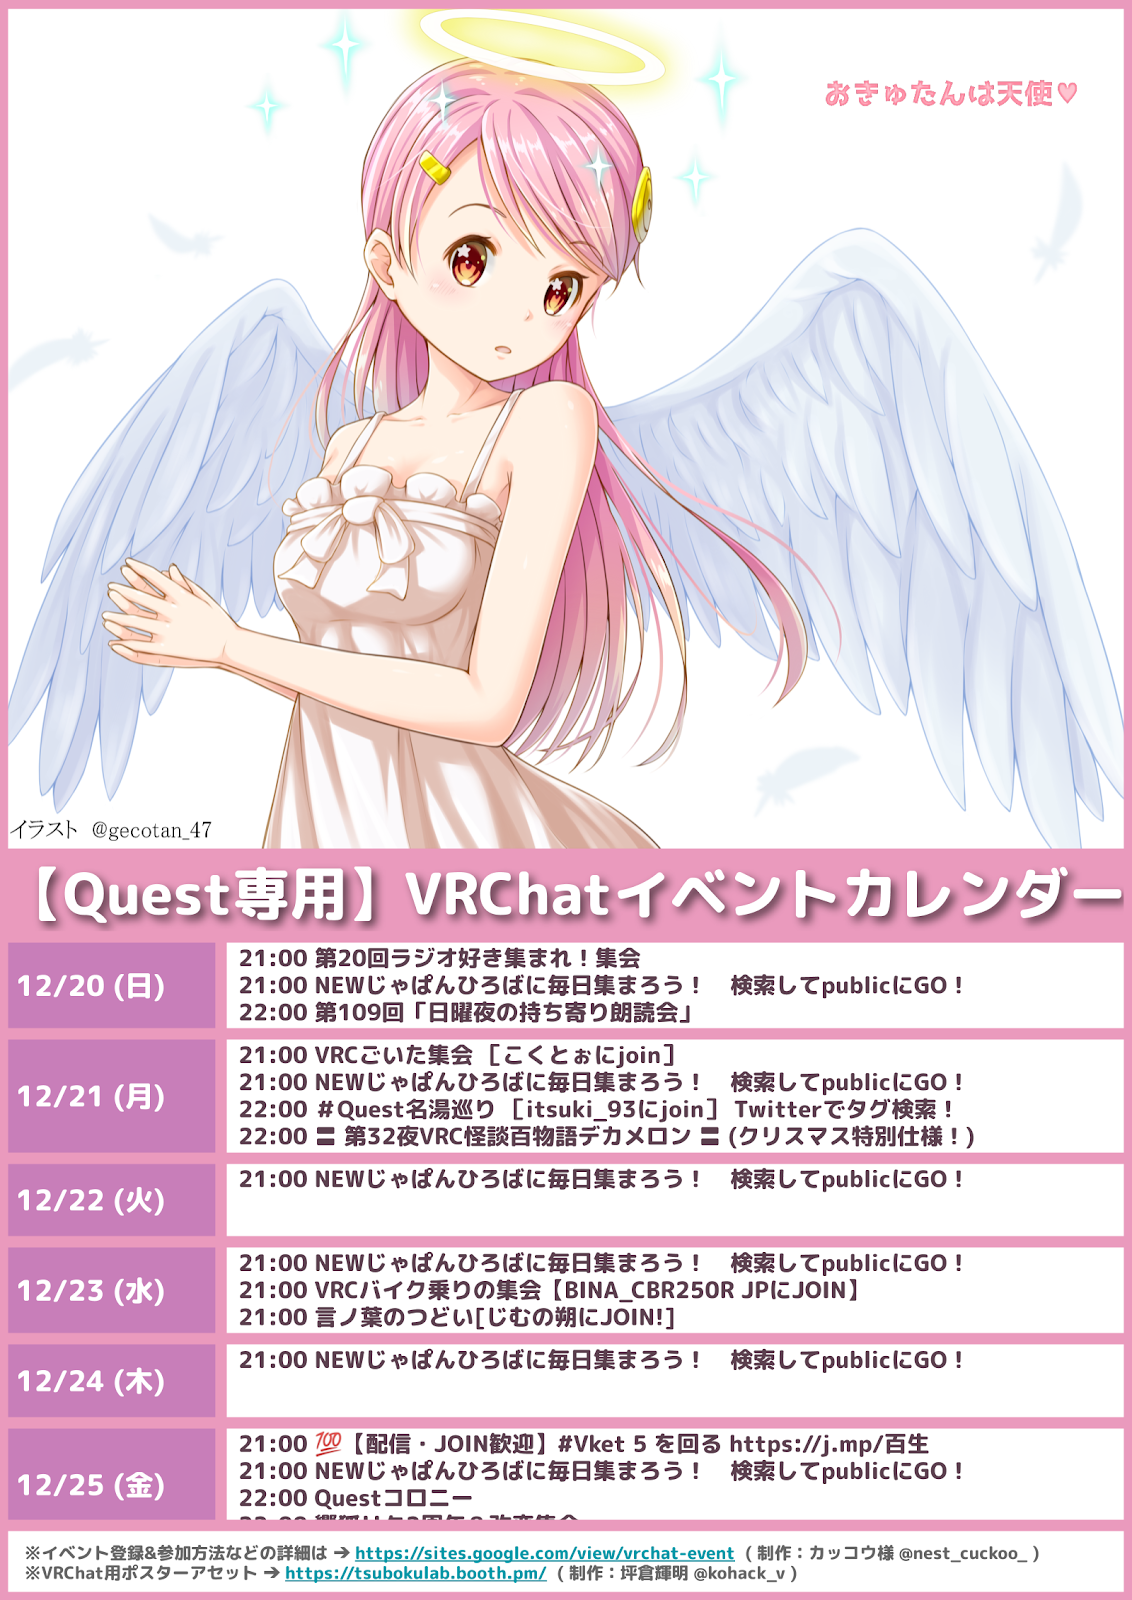 おきゅたんは天使♥
イラスト @gecotan_47
【Quest専用】VRChatイベントカレンダー
12/20 (日)
21:00 第20回ラジオ好き集まれ！集会
21:00 NEWじゃぱんひろばに毎日集まろう！　検索してpublicにGO！
22:00 第109回「日曜夜の持ち寄り朗読会」
12/21 (月)
21:00 VRCごいた集会 ［こくとぉにjoin］
21:00 NEWじゃぱんひろばに毎日集まろう！　検索してpublicにGO！
22:00 ＃Quest名湯巡り ［itsuki_93にjoin］ Twitterでタグ検索！
22:00 〓 第32夜VRC怪談百物語デカメロン 〓 (クリスマス特別仕様！)
12/22 (火)
21:00 NEWじゃぱんひろばに毎日集まろう！　検索してpublicにGO！
12/23 (水)
21:00 NEWじゃぱんひろばに毎日集まろう！　検索してpublicにGO！
21:00 VRCバイク乗りの集会【BINA_CBR250R JPにJOIN】
21:00 言ノ葉のつどい[じむの朔にJOIN!]
12/24 (木)
21:00 NEWじゃぱんひろばに毎日集まろう！　検索してpublicにGO！
12/25 (金)
21:00 💯【配信・JOIN歓迎】#Vket 5 を回る https://j.mp/百生
21:00 NEWじゃぱんひろばに毎日集まろう！　検索してpublicにGO！
22:00 Questコロニー
※イベント登録&参加方法などの詳細は ➔ https://sites.google.com/view/vrchat-event ( 制作：カッコウ様 @nest_cuckoo_ )
※VRChat用ポスターアセット ➔ https://tsubokulab.booth.pm/ ( 制作：坪倉輝明 @kohack_v )